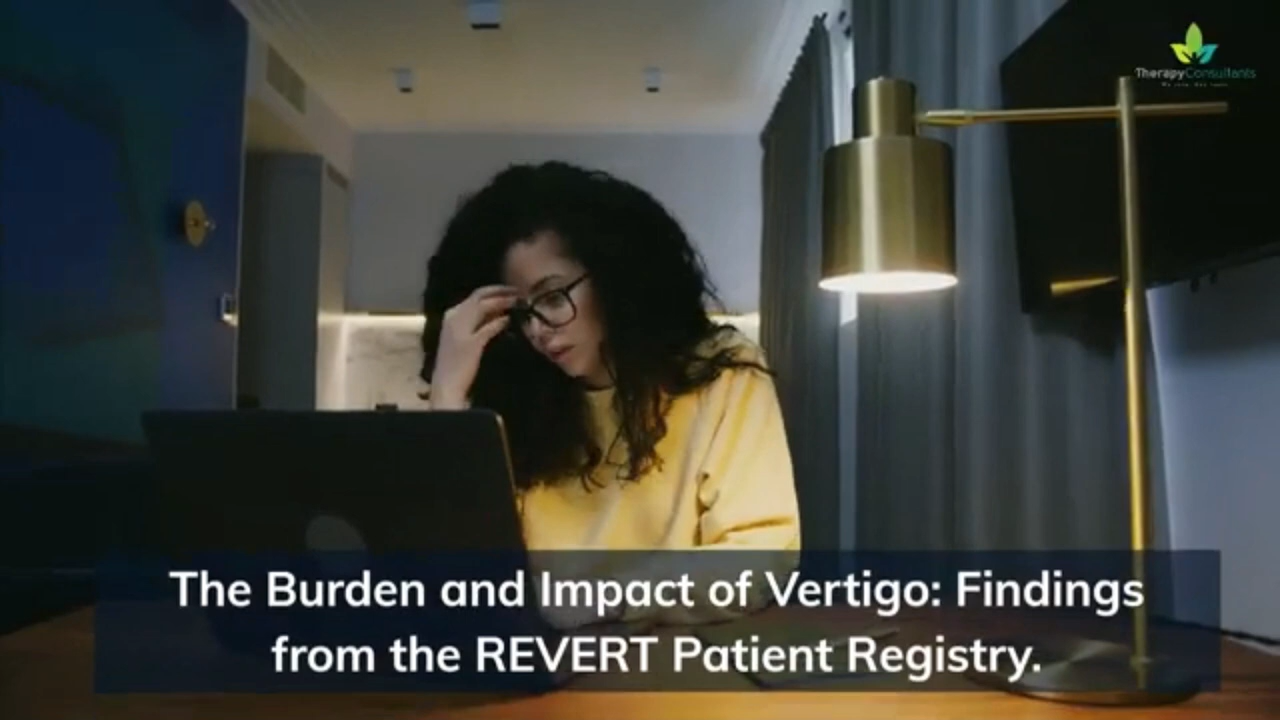 TherapyConsultants
The Burden and Impact of Vertigo: Findings
from the REVERT Patient Registry.